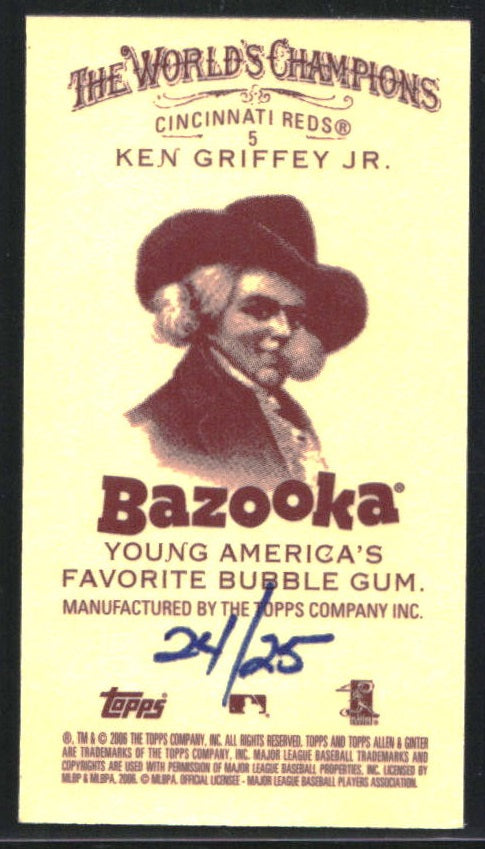 THE WORLD'S CHAMPIONS
CINCINNATI REDS®
5
KEN GRIFFEY JR.
Bazooka®
YOUNG AMERICA'S
FAVORITE BUBBLE GUM.
MANUFACTURED BY THE TOPPS COMPANY INC.
24/25
topps
®, TM & © 2006 THE TOPPS COMPANY, INC. ALL RIGHTS RESERVED. TOPPS AND TOPPS ALLEN & GINTER
ARE TRADEMARKS OF THE TOPPS COMPANY, INC. MAJOR LEAGUE BASEBALL TRADEMARKS AND
COPYRIGHTS ARE USED WITH PERMISSION OF MAJOR LEAGUE BASEBALL PROPERTIES, INC. LICENSED BY
MLBP & MLBPA, 2006. © MLBPA. OFFICIAL LICENSEE - MAJOR LEAGUE BASEBALL PLAYERS ASSOCIATION.